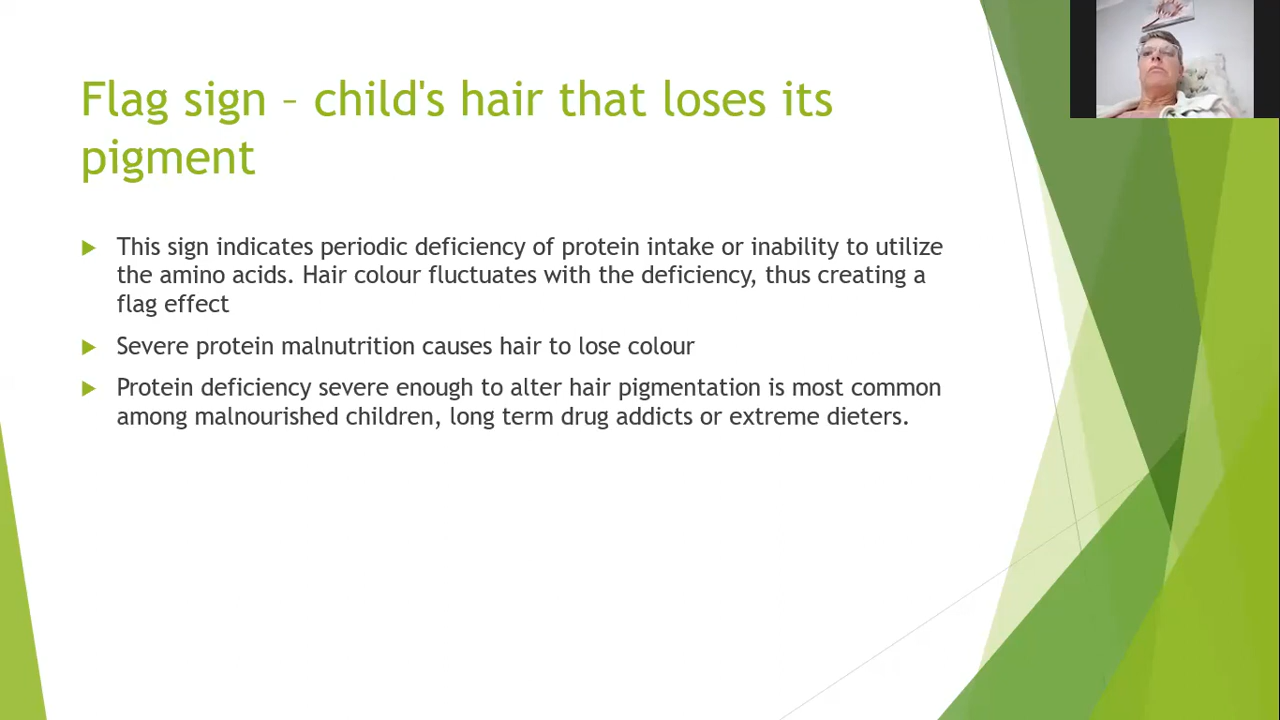 Flag sign – child's hair that loses its
pigment
This sign indicates periodic deficiency of protein intake or inability to utilize
the amino acids. Hair colour fluctuates with the deficiency, thus creating a
flag effect
Severe protein malnutrition causes hair to lose colour
Protein deficiency severe enough to alter hair pigmentation is most common
among malnourished children, long term drug addicts or extreme dieters.